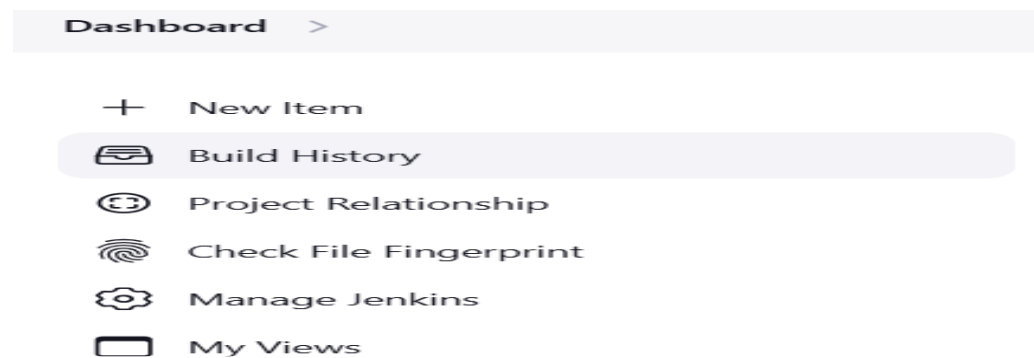 Dashboard >
New Item
Build History
Project Relationship
Check File Fingerprint
Manage Jenkins
My Views